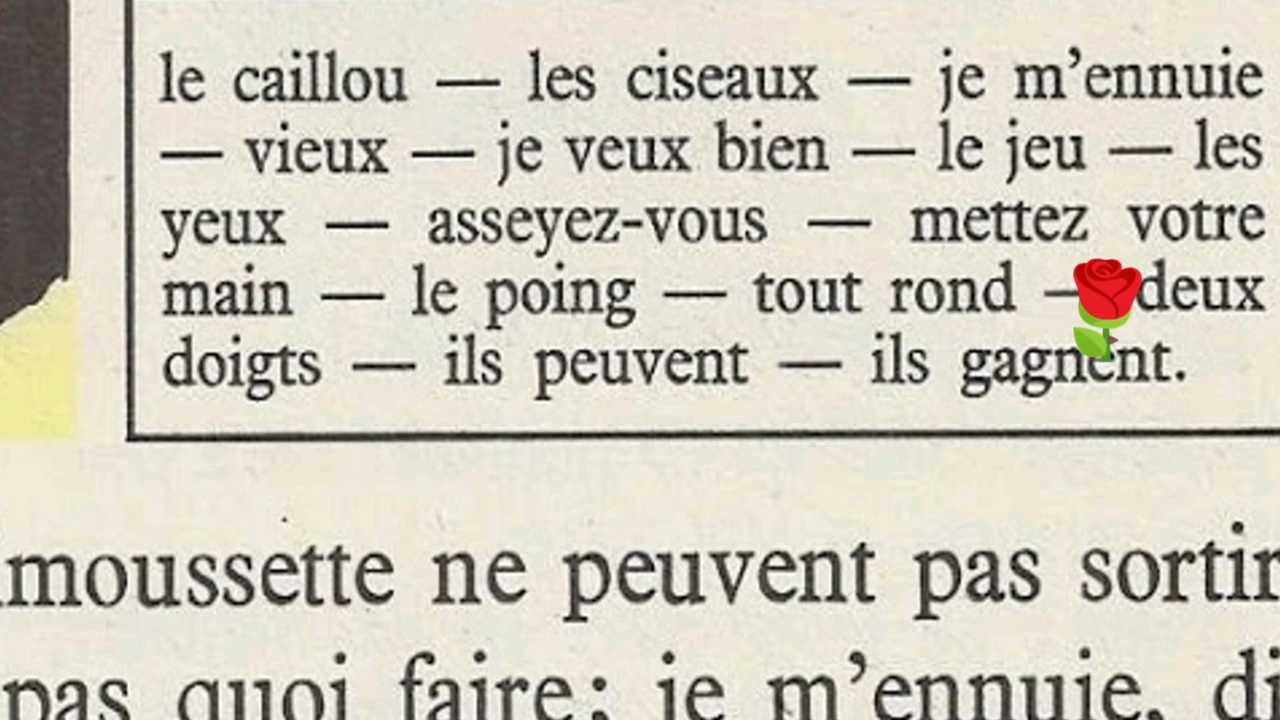 le caillou — les ciseaux — je m’ennuie
— vieux — je veux bien — le jeu — les
yeux — asseyez-vous — mettez votre
main — le poing — tout rond — deux
doigts — ils peuvent — ils gagnent.
moussette ne peuvent pas sortir
pas quoi faire; je m’ennuie, di